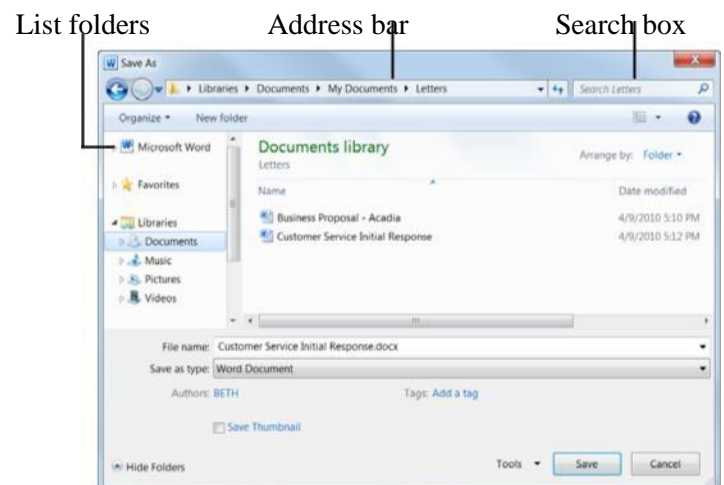 List folders Address bar Search box
Save As
Libraries Documents My Documents Letters Search Letters
Organize New folder
Microsoft Word
Documents library
Letters
Arrange by: Folder
Favorites
Name Date modified
Libraries
Business Proposal - Acadia 4/9/2010 5:10 PM
Documents
Customer Service Initial Response 4/9/2010 5:12 PM
Music
Pictures
Videos
File name: Customer Service Initial Response.docx
Save as type: Word Document
Authors: BETH Tags: Add a tag
Save Thumbnail
Hide Folders Tools Save Cancel